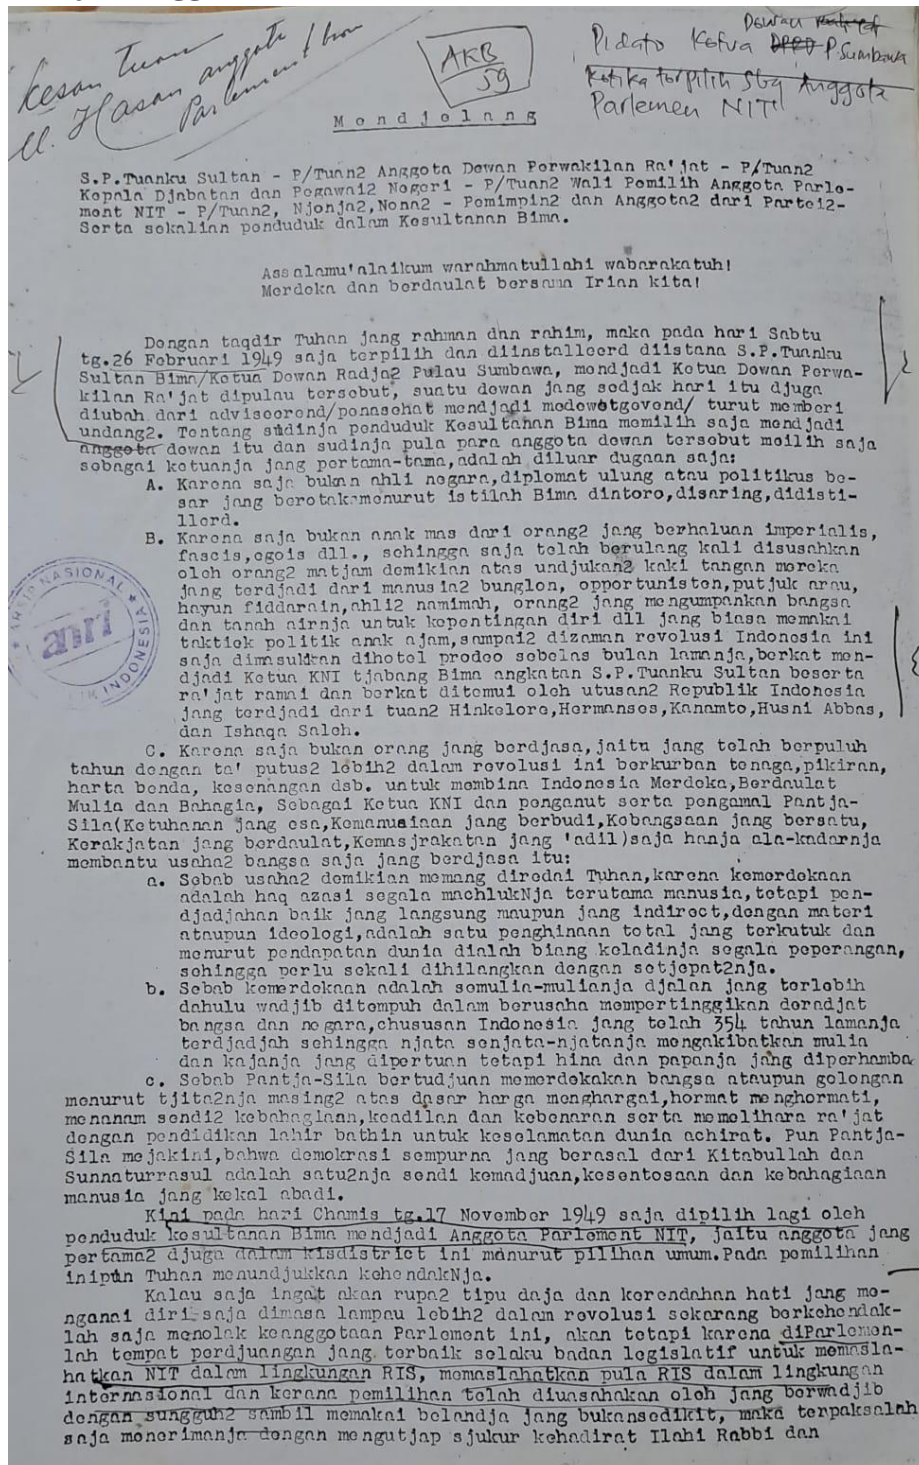 kesan tuan
M. Hasan anggota
Parlement Bima
AKB
59
Pidato Ketua Dewan Rakyat
DPRD P. Sumbawa
ketika terpilih sbg Anggota
Parlemen NIT
Mondjelang
S.P.Tuanku Sultan - P/Tuan2 Anggota Dewan Perwakilan Ra'jat - P/Tuan2
Kepala Djabatan dan Pegawai2 Negeri - P/Tuan2 Wali Pemilih Anggota Parle-
ment NIT - P/Tuan2, Njonja2,Nona2 - Pemimpin2 dan Anggota2 dari Partei2-
Serta sekalian penduduk dalam Kesultanan Bima.
Assalamu'alaikum warahmatullahi wabarakatuh!
Merdeka dan berdaulat bersama Irian kita!
Dengan taqdir Tuhan jang rahman dan rahim, maka pada hari Sabtu
tg.26 Februari 1949 saja terpilih dan diinstalleerd diistana S.P.Tuanku
Sultan Bima/Ketua Dewan Radja2 Pulau Sumbawa, mendjadi Ketua Dewan Perwa-
kilan Ra'jat dipulau tersebut, suatu dewan jang sedjak hari itu djuga
diubah dari adviseerend/penasehat mendjadi medewetgevend/ turut memberi
undang2. Tentang sudinja penduduk Kesultanan Bima memilih saja mendjadi
anggota dewan itu dan sudinja pula para anggota dewan tersebut meilih saja
sebagai ketuanja jang pertama-tama,adalah diluar dugaan saja:
A. Karena saja bukan ahli negara,diplomat ulung atau politikus be-
sar jang berotak menurut istilah Bima dintoro,disaring,didisti-
lleerd.
B. Karena saja bukan anak mas dari orang2 jang berhaluan imperialis,
fascis,egois dll., sehingga saja telah berulang kali disusahkan
oleh orang2 matjam demikian atas undjukan2 kaki tangan mereka
jang terdjadi dari manusia2 bunglon, opportunisten,putjuk arau,
hayun fiddarain,ahli2 namimah, orang2 jang mengumpankan bangsa
dan tanah airnja untuk kepentingan diri dll jang biasa memakai
taktiek politik anak ajam,sampai2 dizaman revolusi Indonesia ini
saja dimasukkan dihotel prodeo sebelas bulan lamanja,berkat men-
djadi Ketua KNI tjabang Bima angkatan S.P.Tuanku Sultan beserta
ra'jat ramai dan berkat ditemui oleh utusan2 Republik Indonesia
jang terdjadi dari tuan2 Hinkelore,Hermanses,Kanamto,Husni Abbas,
dan Ishaqa Saleh.
C. Karena saja bukan orang jang berdjasa,jaitu jang telah berpuluh
tahun dengan ta' putus2 lebih2 dalam revolusi ini berkurban tenaga,pikiran,
harta benda, kesenangan dsb. untuk membina Indonesia Merdeka,Berdaulat
Mulia dan Bahagia, Sebagai Ketua KNI dan penganut serta pengamal Pantja-
Sila(Ketuhanan jang esa,Kemanusiaan jang berbudi,Kebangsaan jang bersatu,
Kerakjatan jang berdaulat,Kemasjrakatan jang 'adil)saja hanja ala-kadarnja
membantu usaha2 bangsa saja jang berdjasa itu:
a. Sebab usaha2 demikian memang diredai Tuhan,karena kemerdekaan
adalah haq azasi segala machlukNja terutama manusia,tetapi pen-
djadjahan baik jang langsung maupun jang indirect,dengan materi
ataupun ideologi,adalah satu penghinaan total jang terkutuk dan
menurut pendapatan dunia dialah biang keladinja segala peperangan,
sehingga perlu sekali dihilangkan dengan setjepat2nja.
b. Sebab kemerdekaan adalah semulia-mulianja djalan jang terlebih
dahulu wadjib ditempuh dalam berusaha mempertinggikan deradjat
bangsa dan negara,chususan Indonesia jang telah 354 tahun lamanja
terdjadjah sehingga njata senjata-njatanja mengakibatkan mulia
dan kajanja jang dipertuan tetapi hina dan papanja jang diperhamba
c. Sebab Pantja-Sila bertudjuan memerdekakan bangsa ataupun golongan
menurut tjita2nja masing2 atas dasar harga menghargai,hormat menghormati,
menanam sendi2 kebahagiaan,keadilan dan kebenaran serta memelihara ra'jat
dengan pendidikan lahir bathin untuk keselamatan dunia achirat. Pun Pantja-
Sila mejakini,bahwa demokrasi sempurna jang berasal dari Kitabullah dan
Sunnaturrasul adalah satu2nja sendi kemadjuan,kesentosaan dan kebahagiaan
manusia jang kekal abadi.
Kini pada hari Chamis tg.17 November 1949 saja dipilih lagi oleh
penduduk kesultanan Bima mendjadi Anggota Parlement NIT, jaitu anggota jang
pertama2 djuga dalam kisdistrict ini manurut pilihan umum.Pada pemilihan
inipun Tuhan menundjukkan kehendakNja.
Kalau saja ingat akan rupa2 tipu daja dan kerendahan hati jang me-
ngenai diri saja dimasa lampau lebih2 dalam revolusi sekarang berkehendak-
lah saja menolak keanggotaan Parlement ini, akan tetapi karena diParlemen-
lah tempat perdjuangan jang terbaik selaku badan legislatif untuk memasla-
hatkan NIT dalam lingkungan RIS, memaslahatkan pula RIS dalam lingkungan
internasional dan kerana pemilihan telah diusahakan oleh jang berwadjib
dengan sungguh2 sambil memakai belandja jang bukansedikit, maka terpaksalah
saja menerimanja dengan mengutjap sjukur kehadirat Ilahi Rabbi dan
ARSIP NASIONAL
anri
REPUBLIK INDONESIA